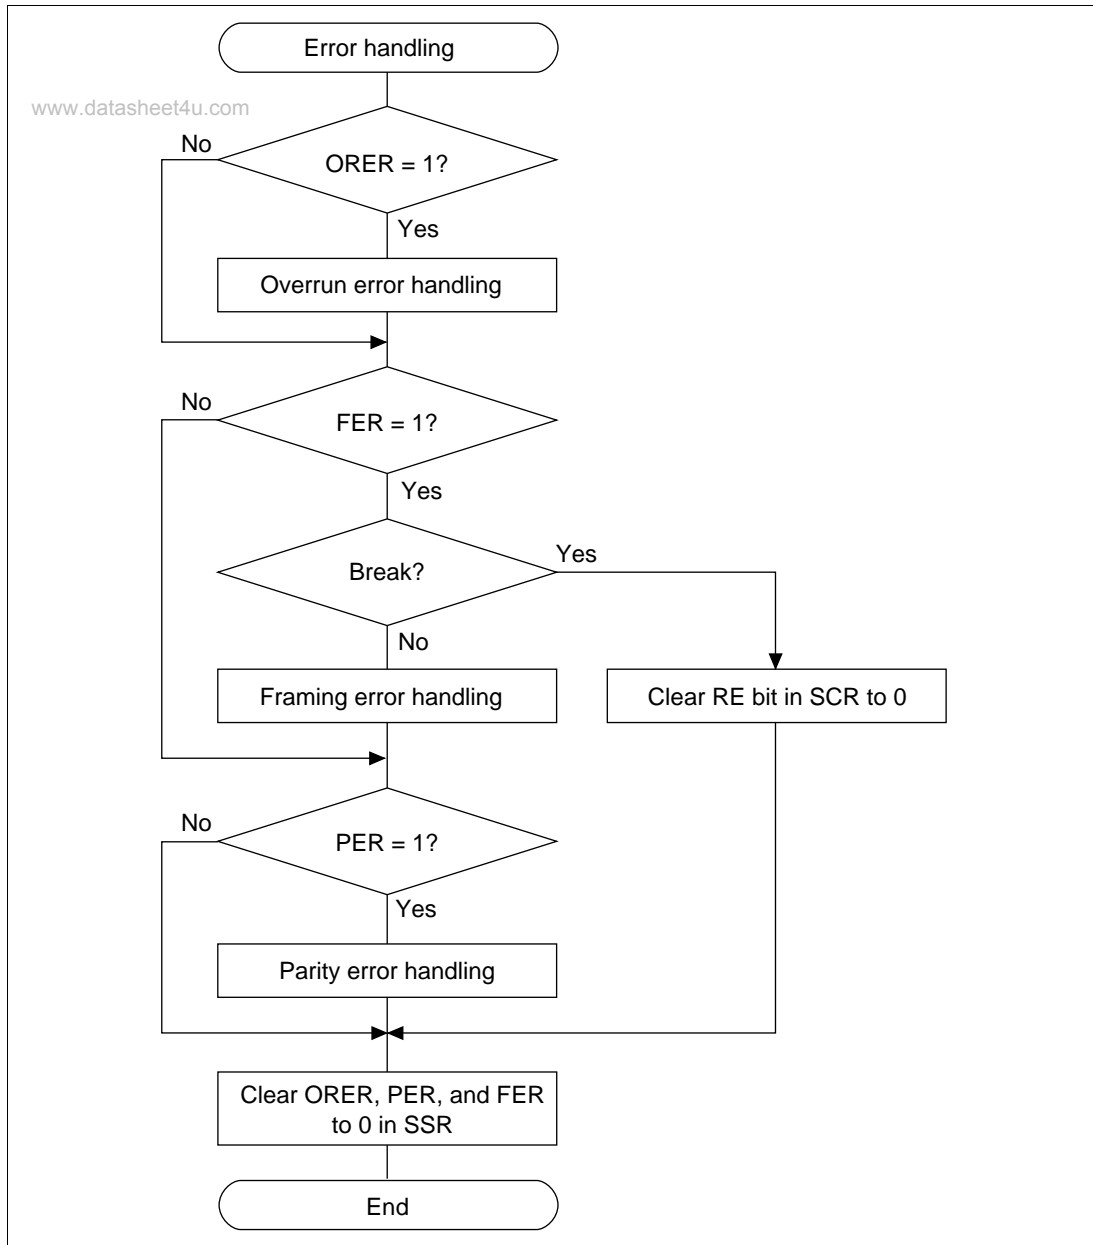 Error handling
www.datasheet4u.com
No
ORER = 1?
Yes
Overrun error handling
No
FER = 1?
Yes
Break?
Yes
No
Framing error handling
Clear RE bit in SCR to 0
No
PER = 1?
Yes
Parity error handling
Clear ORER, PER, and FER
to 0 in SSR
End